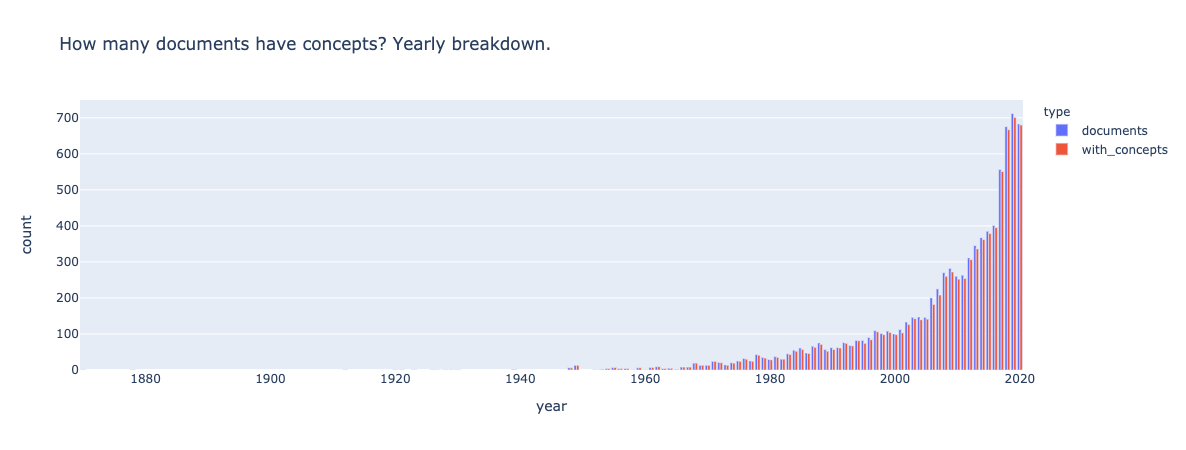 How many documents have concepts? Yearly breakdown.
type
documents
with_concepts
700
600
500
400
300
200
100
0
count
1880 1900 1920 1940 1960 1980 2000 2020
year